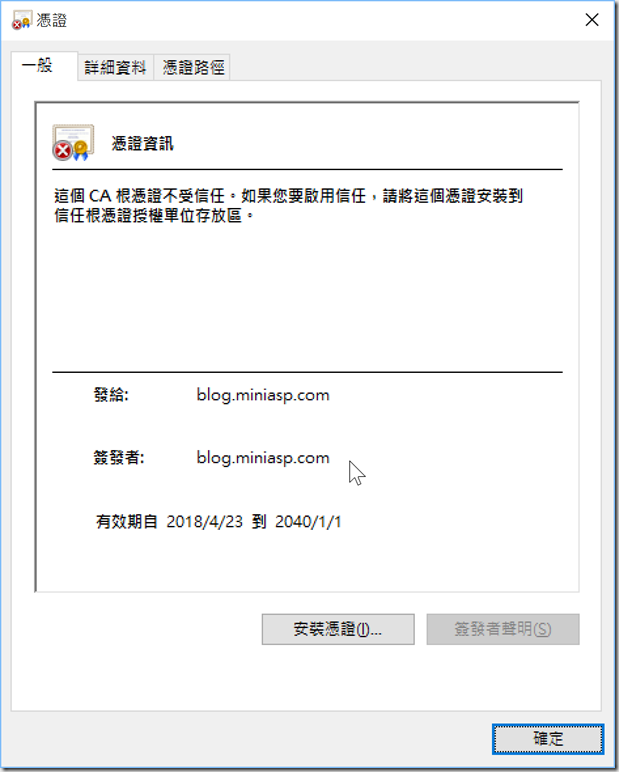 憑證
一般 詳細資料 憑證路徑
憑證資訊
這個 CA 根憑證不受信任。如果您要啟用信任，請將這個憑證安裝到
信任根憑證授權單位存放區。
發給: blog.miniasp.com
簽發者: blog.miniasp.com
有效期自 2018/4/23 到 2040/1/1
安裝憑證(I)... 簽發者聲明(S)
確定